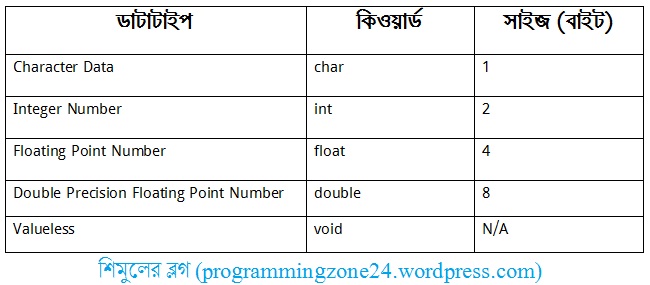 ডাটাটাইপ কিওয়ার্ড সাইজ (বাইট)
Character Data char 1
Integer Number int 2
Floating Point Number float 4
Double Precision Floating Point Number double 8
Valueless void N/A
শিমুলের ব্লগ (programmingzone24.wordpress.com)